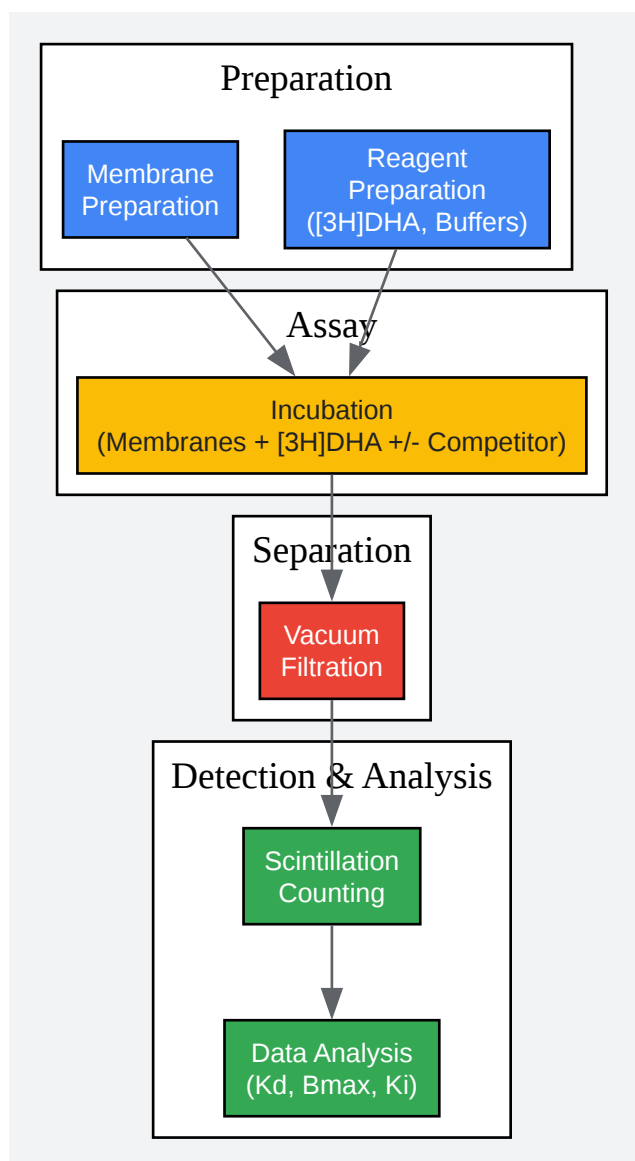 Preparation
Membrane
Preparation
Reagent
Preparation
([3H]DHA, Buffers)
Assay
Incubation
(Membranes + [3H]DHA +/- Competitor)
Separation
Vacuum
Filtration
Detection & Analysis
Scintillation
Counting
Data Analysis
(Kd, Bmax, Ki)